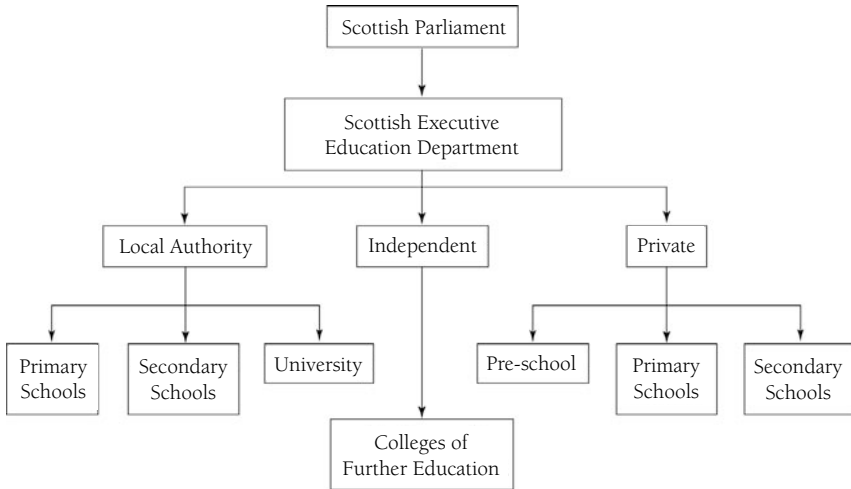 Scottish Parliament
Scottish Executive
Education Department
Local Authority
Independent
Private
Primary
Schools
Secondary
Schools
University
Pre-school
Primary
Schools
Secondary
Schools
Colleges of
Further Education